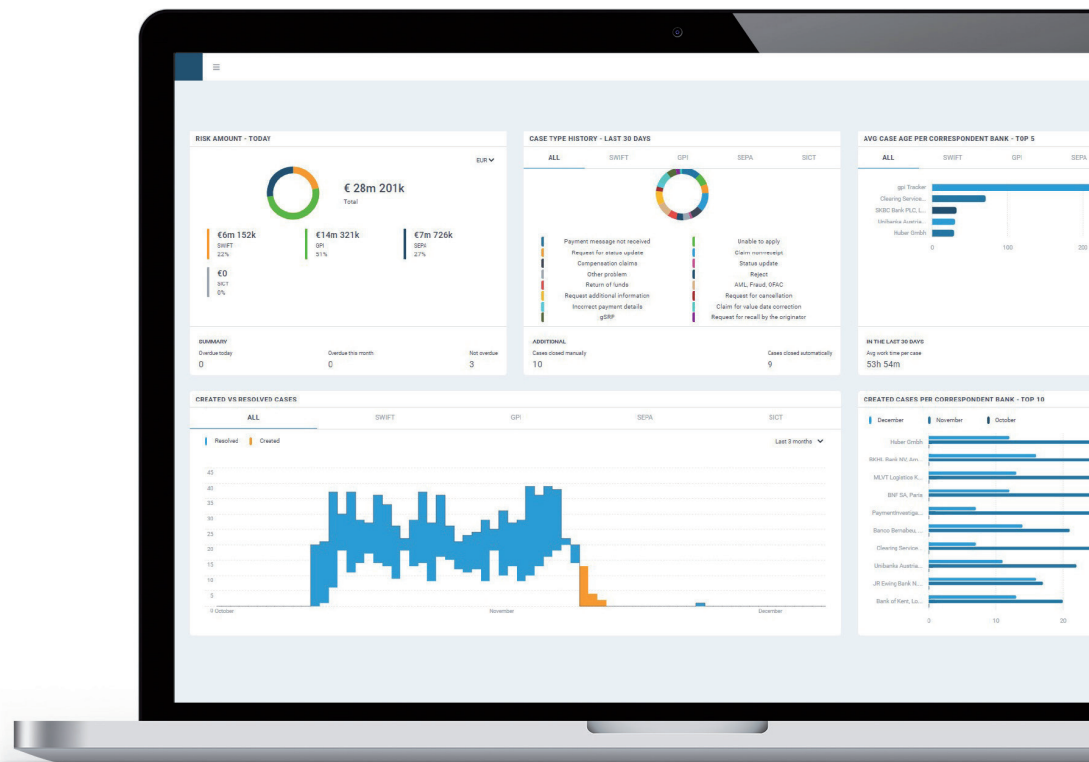 RISK AMOUNT - TODAY
EUR
€ 28m 201k
Total
€6m 152k
SWIFT
22%
€14m 321k
GPI
51%
€7m 726k
SEPA
27%
€0
SICT
0%
SUMMARY
Overdue today
0
Overdue this month
0
Not overdue
3
CASE TYPE HISTORY - LAST 30 DAYS
ALL SWIFT GPI SEPA SICT
Payment message not received Unable to apply
Request for status update Claim non-receipt
Compensation claims Status update
Other problem Reject
Return of funds AML, Fraud, OFAC
Request additional information Request for cancellation
Incorrect payment details Claim for value date correction
gSRP Request for recall by the originator
ADDITIONAL
Cases closed manually
10
Cases closed automatically
9
AVG CASE AGE PER CORRESPONDENT BANK - TOP 5
ALL SWIFT GPI SEPA
gpi Tracker
Clearing Service...
SKBC Bank PLC, L...
Unibanka Austria...
Huber Gmbh
0 100 200
IN THE LAST 30 DAYS
Avg work time per case
53h 54m
CREATED VS RESOLVED CASES
ALL SWIFT GPI SEPA SICT
Resolved Created
Last 3 months
45
40
35
30
25
20
15
10
5
0 October November December
CREATED CASES PER CORRESPONDENT BANK - TOP 10
December November October
Huber Gmbh
BKHL Bank NV, Am...
MLVT Logistics K...
BNF SA, Paris
PaymentInvestiga...
Banco Bernabau, ...
Clearing Service...
Unibanka Austria...
JR Ewing Bank N,...
Bank of Kent, Lo...
0 10 20